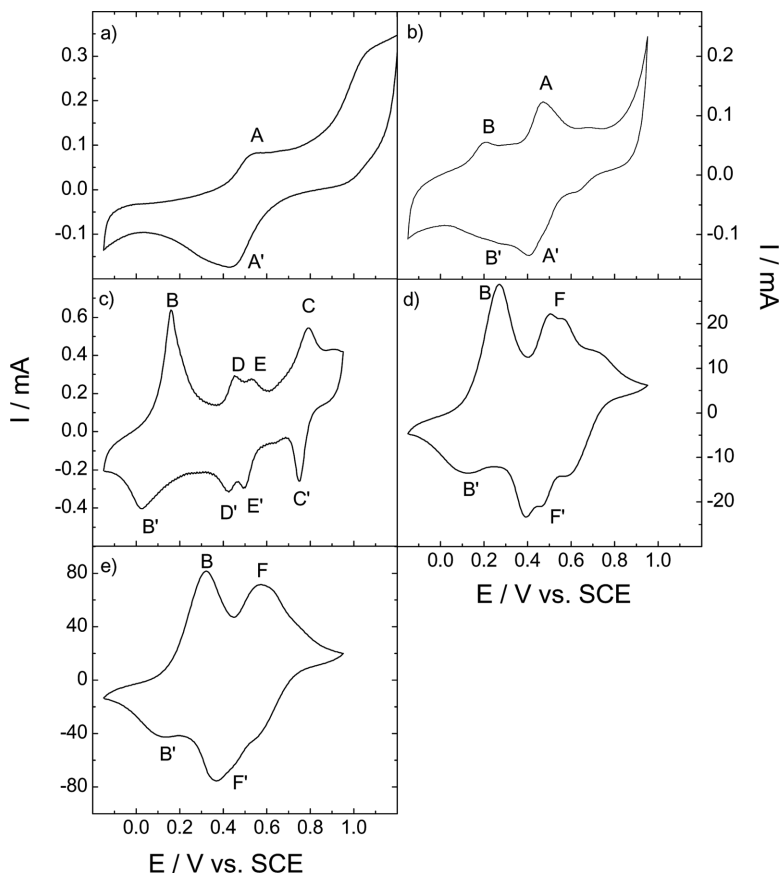 a)
0.3
0.2
0.1
0.0
-0.1
A
A'
b)
0.2
0.1
0.0
-0.1
B
A
B'
A'
c)
0.6
0.4
0.2
0.0
-0.2
-0.4
B
D
E
C
B'
D'
E'
C'
d)
20
10
0
-10
-20
B
F
B'
F'
0.0 0.2 0.4 0.6 0.8 1.0
E / V vs. SCE
e)
80
40
0
-40
-80
B
F
B'
F'
0.0 0.2 0.4 0.6 0.8 1.0
E / V vs. SCE
I / mA
I / mA